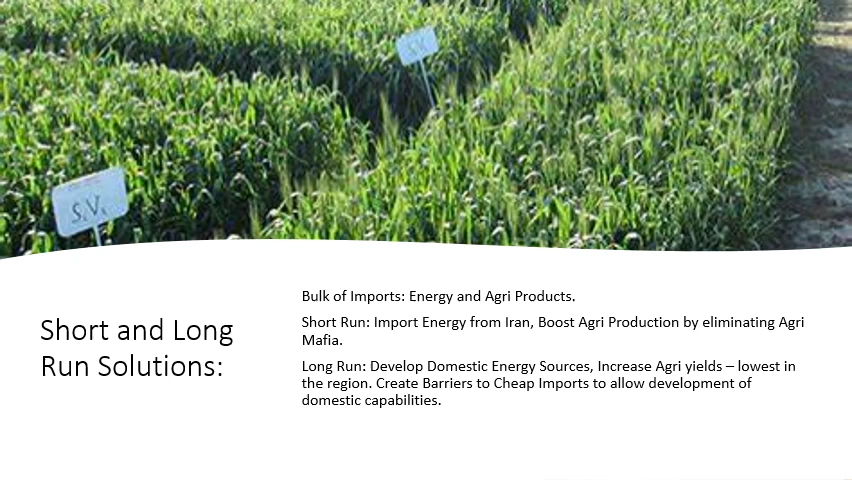 S.V.
S.V.
Short and Long
Run Solutions:
Bulk of Imports: Energy and Agri Products.
Short Run: Import Energy from Iran, Boost Agri Production by eliminating Agri
Mafia.
Long Run: Develop Domestic Energy Sources, Increase Agri yields – lowest in
the region. Create Barriers to Cheap Imports to allow development of
domestic capabilities.